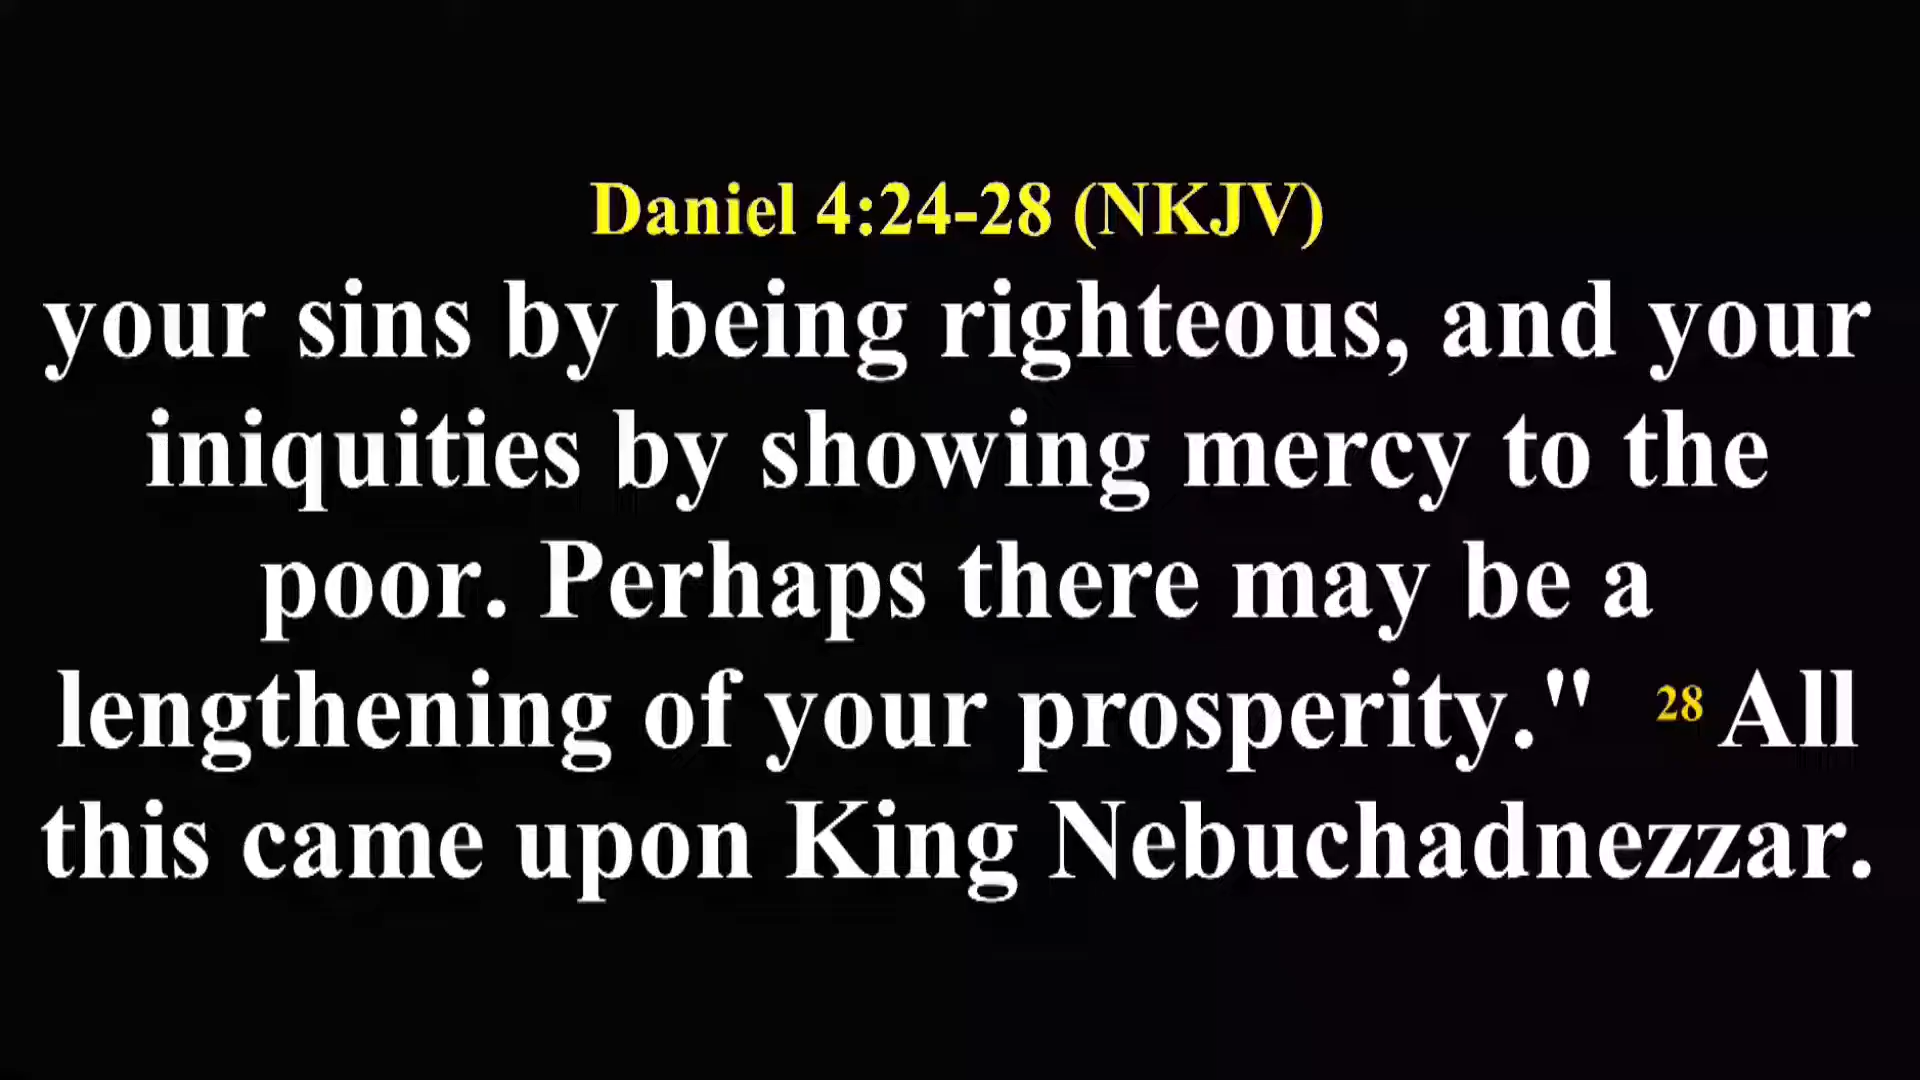 Daniel 4:24-28 (NKJV)
your sins by being righteous, and your
iniquities by showing mercy to the
poor. Perhaps there may be a
lengthening of your prosperity." 28 All
this came upon King Nebuchadnezzar.